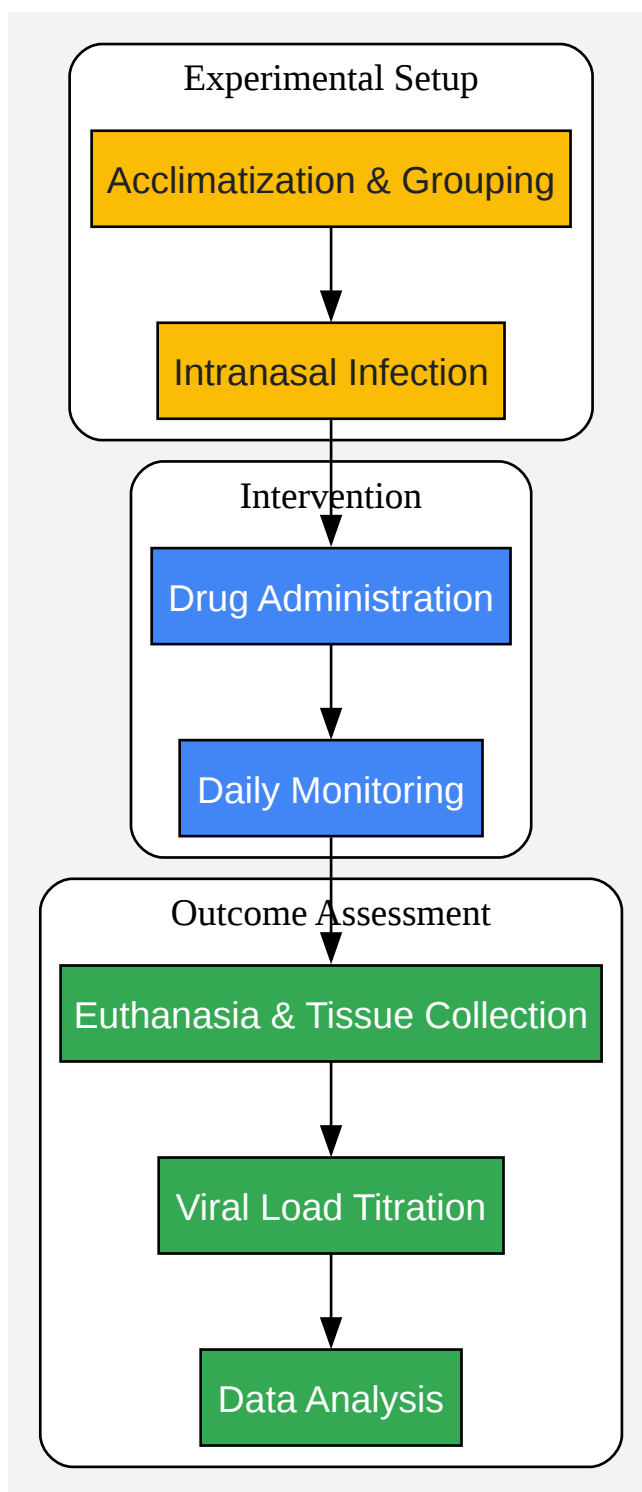 Experimental Setup
Acclimatization & Grouping
Intranasal Infection
Intervention
Drug Administration
Daily Monitoring
Outcome Assessment
Euthanasia & Tissue Collection
Viral Load Titration
Data Analysis